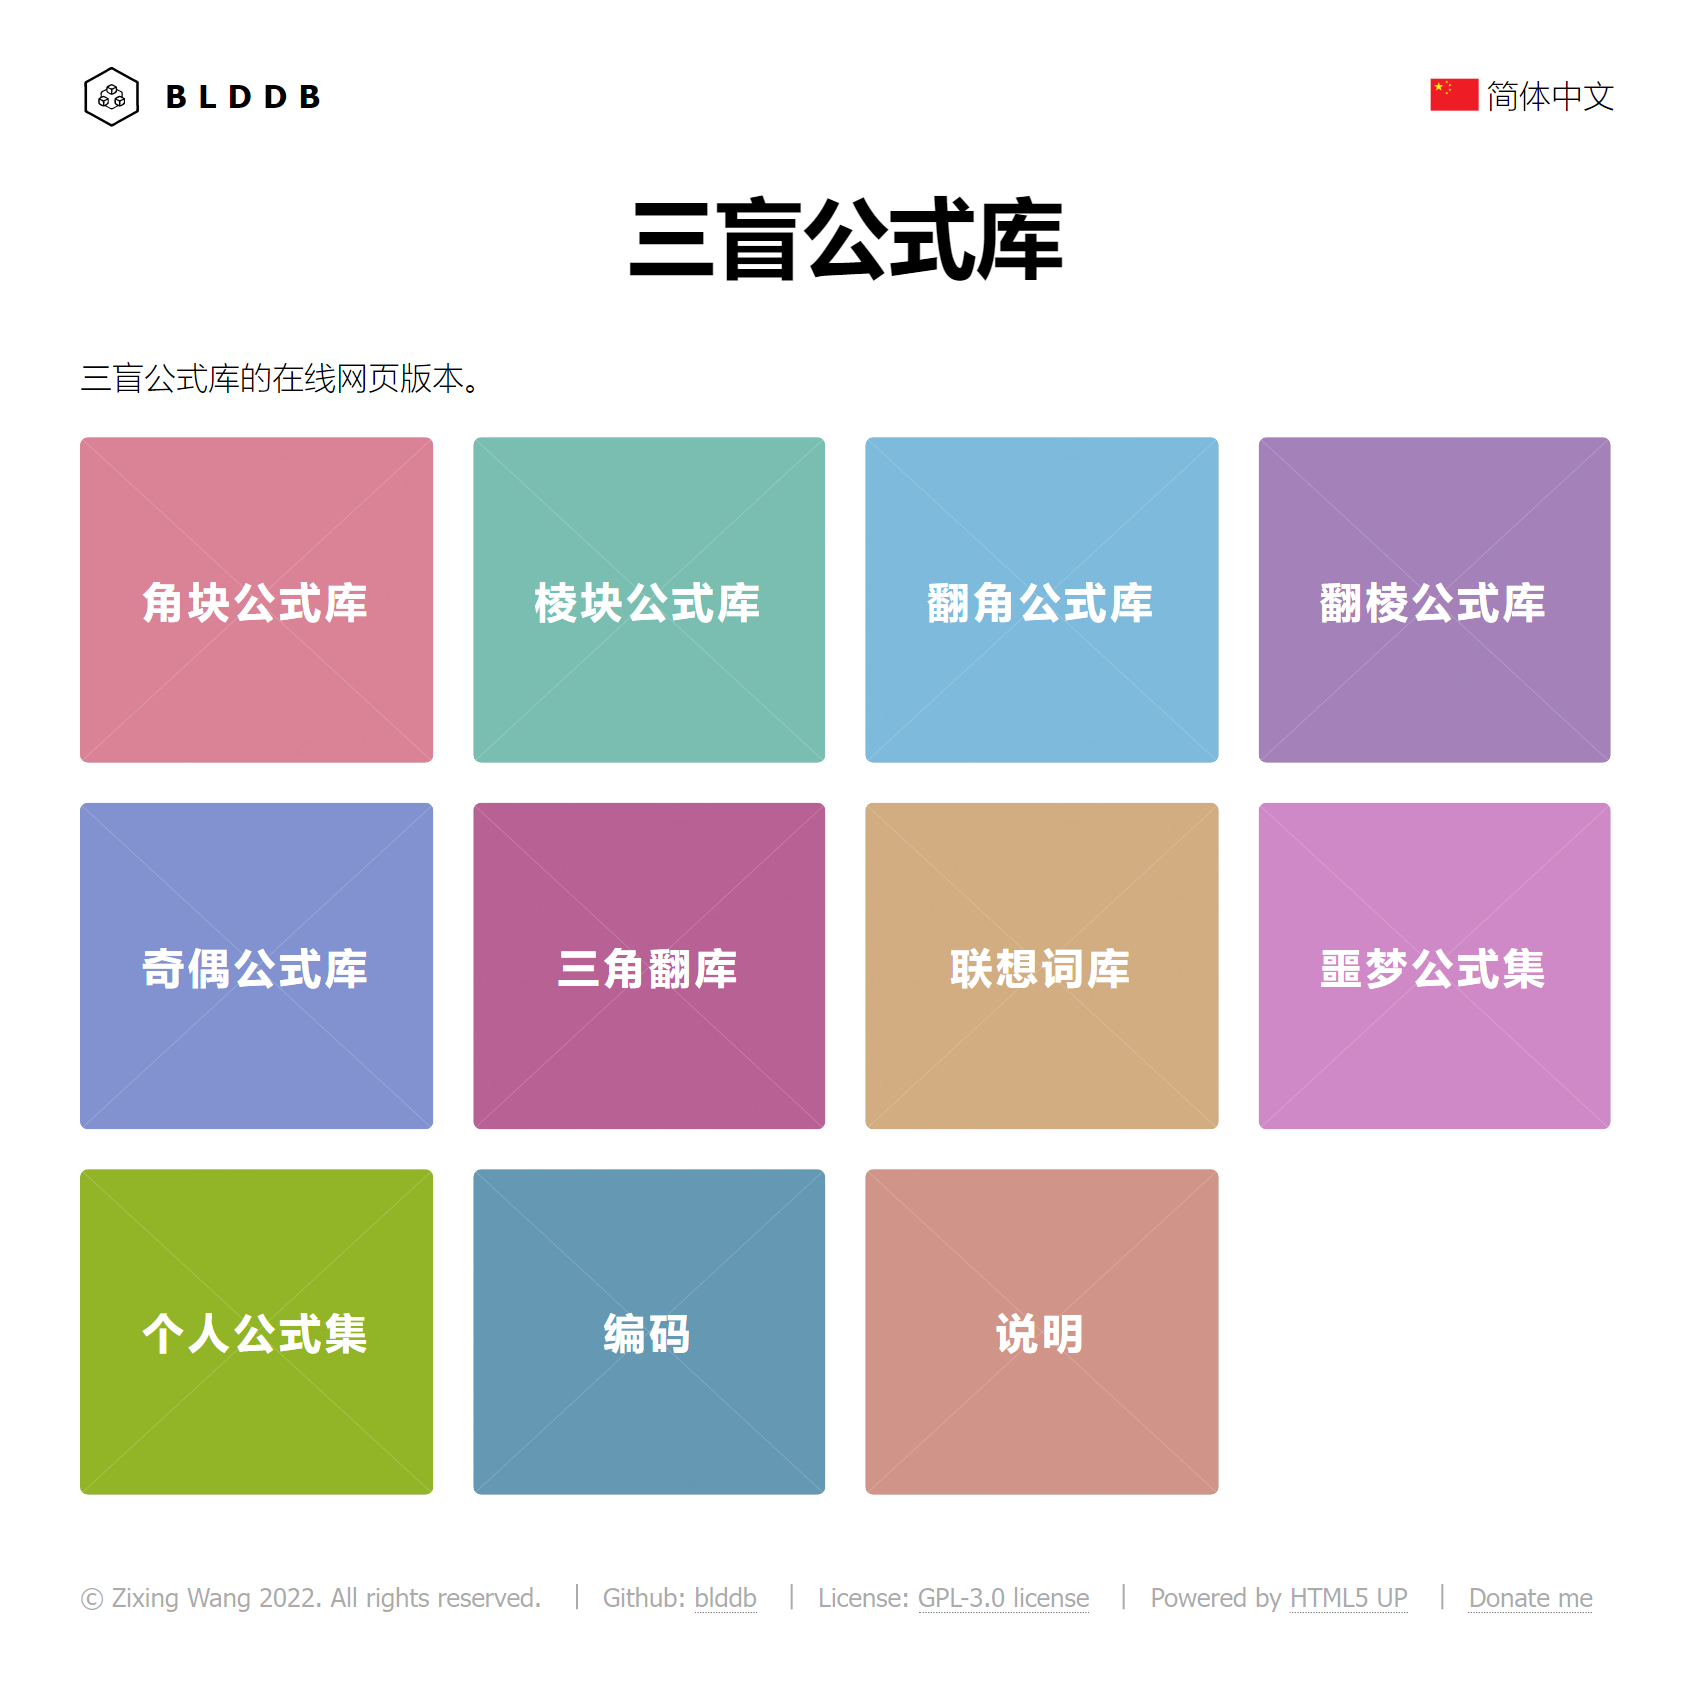 BLDDB
简体中文
三盲公式库
三盲公式库的在线网页版本。
角块公式库
棱块公式库
翻角公式库
翻棱公式库
奇偶公式库
三角翻库
联想词库
噩梦公式集
个人公式集
编码
说明
© Zixing Wang 2022. All rights reserved. | Github: blddb | License: GPL-3.0 license | Powered by HTML5 UP | Donate me